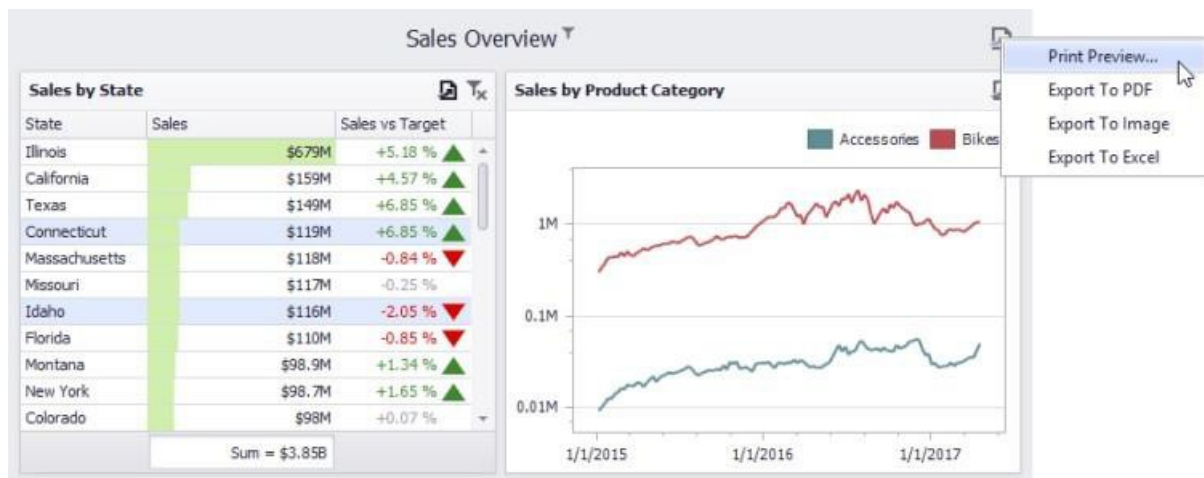 Sales Overview
Print Preview...
Export To PDF
Export To Image
Export To Excel
Sales by State
State Sales Sales vs Target
Illinois $679M +5.18 %
California $159M +4.57 %
Texas $149M +6.85 %
Connecticut $119M +6.85 %
Massachusetts $118M -0.84 %
Missouri $117M -0.25 %
Idaho $116M -2.05 %
Florida $110M -0.85 %
Montana $98.9M +1.34 %
New York $98.7M +1.65 %
Colorado $98M +0.07 %
Sum = $3.85B
Sales by Product Category
Accessories Bikes
1M
0.1M
0.01M
1/1/2015 1/1/2016 1/1/2017